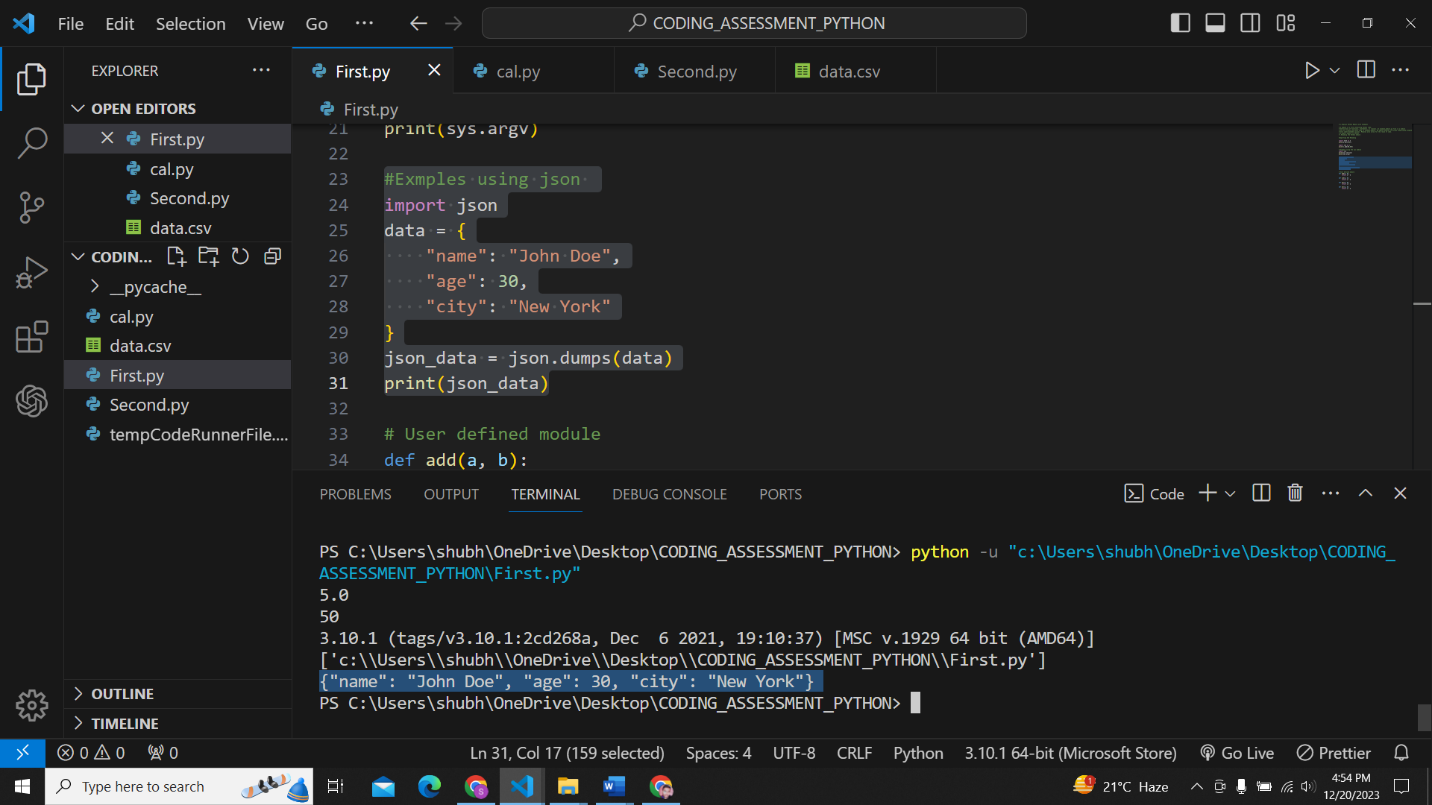 File Edit Selection View Go ··· CODING_ASSESSMENT_PYTHON
EXPLORER ···
OPEN EDITORS
First.py
cal.py
Second.py
data.csv
CODIN...
__pycache__
cal.py
data.csv
First.py
Second.py
tempCodeRunnerFile....
OUTLINE
TIMELINE
First.py cal.py Second.py data.csv
First.py
21 print(sys.argv)
22
23 #Exmples using json
24 import json
25 data = {
26 "name": "John Doe",
27 "age": 30,
28 "city": "New York"
29 }
30 json_data = json.dumps(data)
31 print(json_data)
32
33 # User defined module
34 def add(a, b):
PROBLEMS OUTPUT TERMINAL DEBUG CONSOLE PORTS Code
PS C:\Users\shubh\OneDrive\Desktop\CODING_ASSESSMENT_PYTHON> python -u "c:\Users\shubh\OneDrive\Desktop\CODING_
ASSESSMENT_PYTHON\First.py"
5.0
50
3.10.1 (tags/v3.10.1:2cd268a, Dec  6 2021, 19:10:37) [MSC v.1929 64 bit (AMD64)]
['c:\\Users\\shubh\\OneDrive\\Desktop\\CODING_ASSESSMENT_PYTHON\\First.py']
{"name": "John Doe", "age": 30, "city": "New York"}
PS C:\Users\shubh\OneDrive\Desktop\CODING_ASSESSMENT_PYTHON>
0 0 0 Ln 31, Col 17 (159 selected) Spaces: 4 UTF-8 CRLF Python 3.10.1 64-bit (Microsoft Store) Go Live Prettier
Type here to search 21°C Haze 4:54 PM
12/20/2023